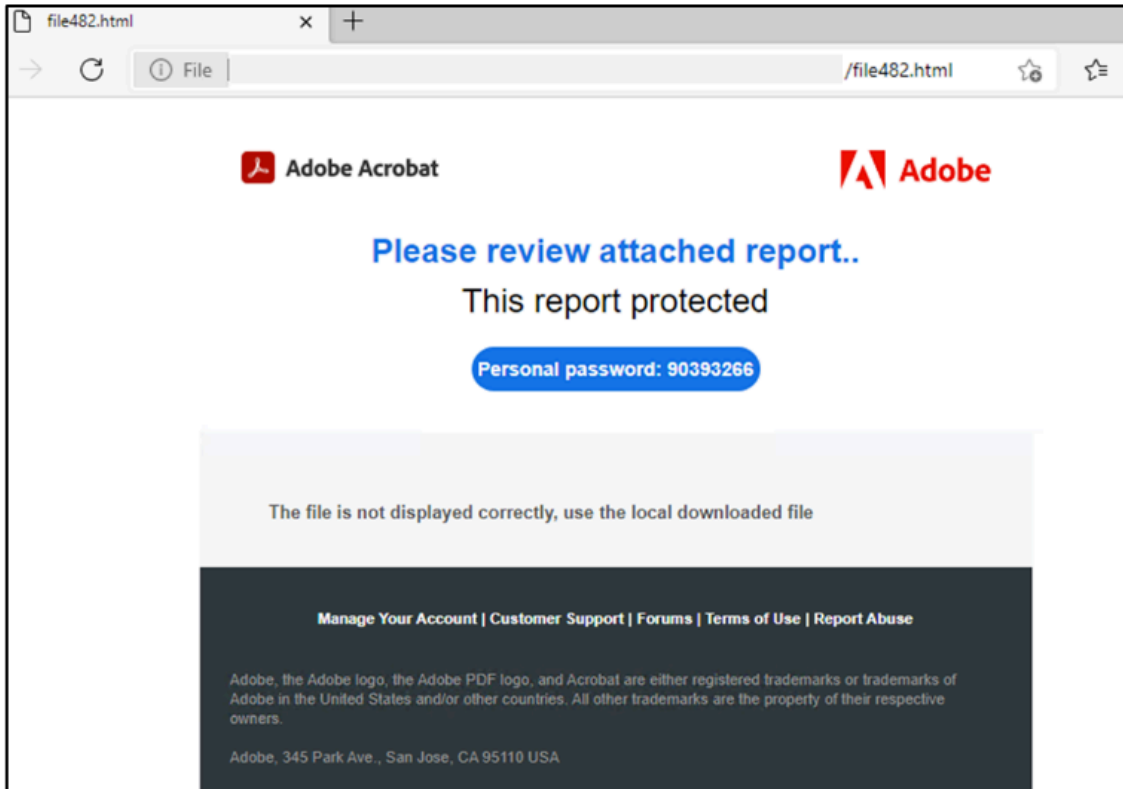 file482.html
File
/file482.html
Adobe Acrobat
Adobe
Please review attached report..
This report protected
Personal password: 90393266
The file is not displayed correctly, use the local downloaded file
Manage Your Account | Customer Support | Forums | Terms of Use | Report Abuse
Adobe, the Adobe logo, the Adobe PDF logo, and Acrobat are either registered trademarks or trademarks of
Adobe in the United States and/or other countries. All other trademarks are the property of their respective
owners.
Adobe, 345 Park Ave., San Jose, CA 95110 USA